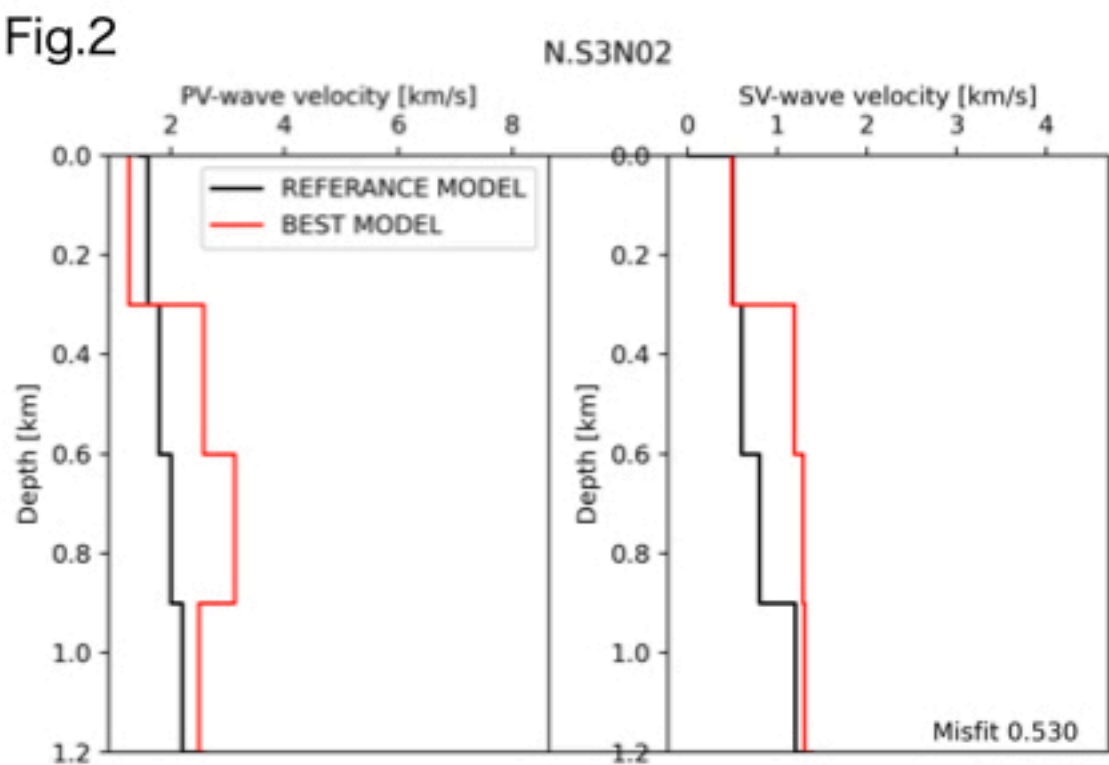 Fig.2
N.S3N02
PV-wave velocity [km/s]
2 4 6 8
SV-wave velocity [km/s]
0 1 2 3 4
REFERANCE MODEL
BEST MODEL
Depth [km]
0.0
0.2
0.4
0.6
0.8
1.0
1.2
Depth [km]
0.0
0.2
0.4
0.6
0.8
1.0
1.2
Misfit 0.530